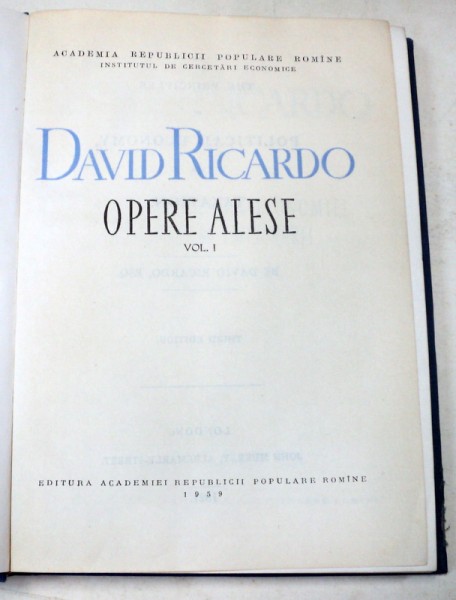 ACADEMIA REPUBLICII POPULARE ROMÎNE
INSTITUTUL DE CERCETĂRI ECONOMICE
DAVID RICARDO
OPERE ALESE
VOL. I
EDITURA ACADEMIEI REPUBLICII POPULARE ROMÎNE
1959